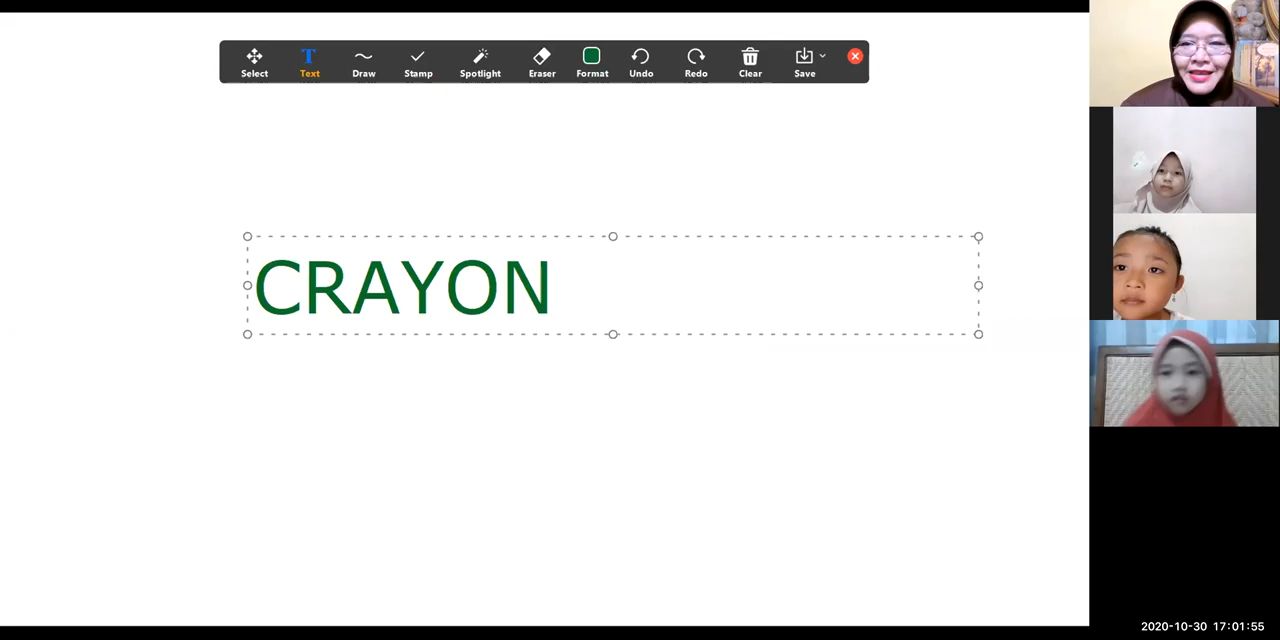 Select Text Draw Stamp Spotlight Eraser Format Undo Redo Clear Save
CRAYON
2020-10-30 17:01:55